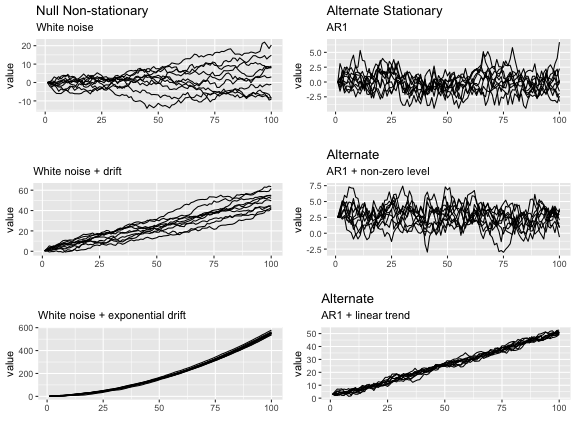 Null Non-stationary
White noise
value
20
10
0
-10
0 25 50 75 100
Alternate Stationary
AR1
value
5.0
2.5
0.0
-2.5
0 25 50 75 100
White noise + drift
value
60
40
20
0
0 25 50 75 100
Alternate
AR1 + non-zero level
value
7.5
5.0
2.5
0.0
-2.5
0 25 50 75 100
White noise + exponential drift
value
600
400
200
0
0 25 50 75 100
Alternate
AR1 + linear trend
value
50
40
30
20
10
0
0 25 50 75 100